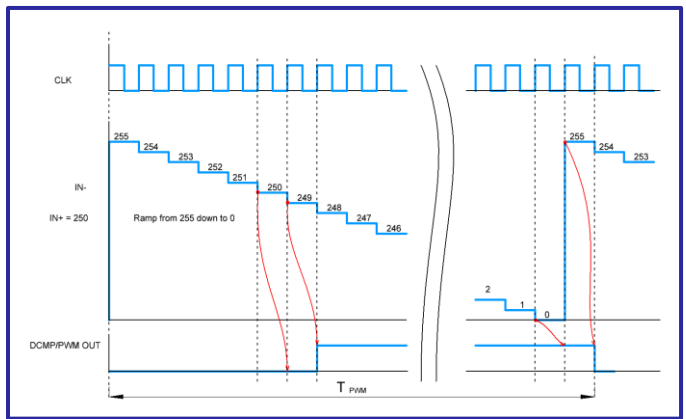 CLK
255
254
253
252
251
250
249
248
247
246
IN-
IN+ = 250
Ramp from 255 down to 0
2
1
0
255
254
253
DCMP/PWM OUT
T PWM